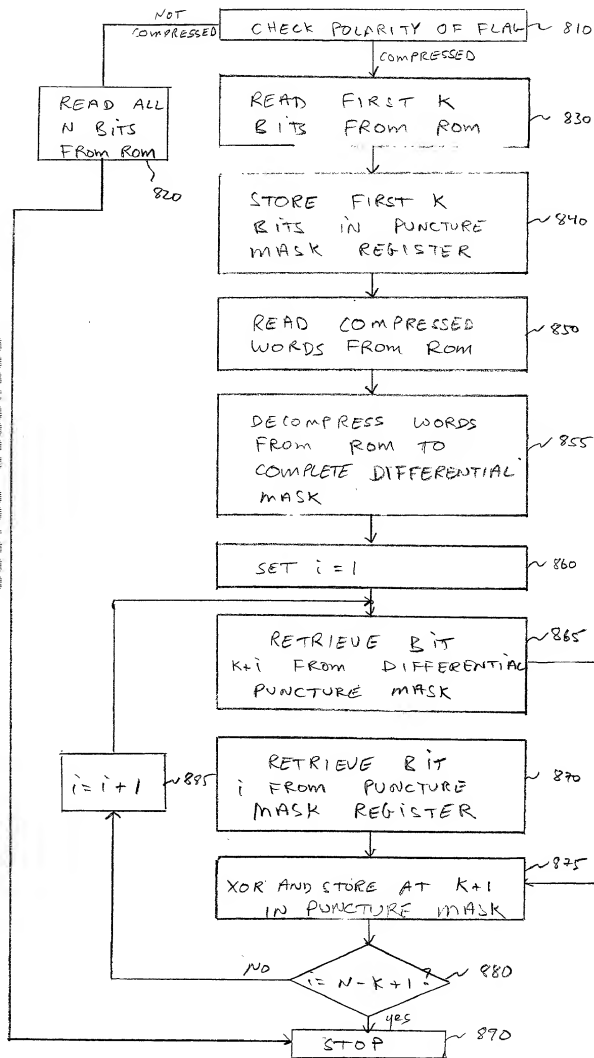 NOT
COMPRESSED
CHECK POLARITY OF FLAG
810
COMPRESSED
READ ALL
N BITS
FROM ROM
820
READ FIRST K
BITS FROM ROM
830
STORE FIRST K
BITS IN PUNCTURE
MASK REGISTER
840
READ COMPRESSED
WORDS FROM ROM
850
DECOMPRESS WORDS
FROM ROM TO
COMPLETE DIFFERENTIAL
MASK
855
SET i = 1
860
RETRIEVE BIT
K+i FROM DIFFERENTIAL
PUNCTURE MASK
865
i = i + 1
885
RETRIEVE BIT
i FROM PUNCTURE
MASK REGISTER
870
XOR AND STORE AT K+1
IN PUNCTURE MASK
875
NO
i = N - K + 1 ?
880
yes
STOP
890